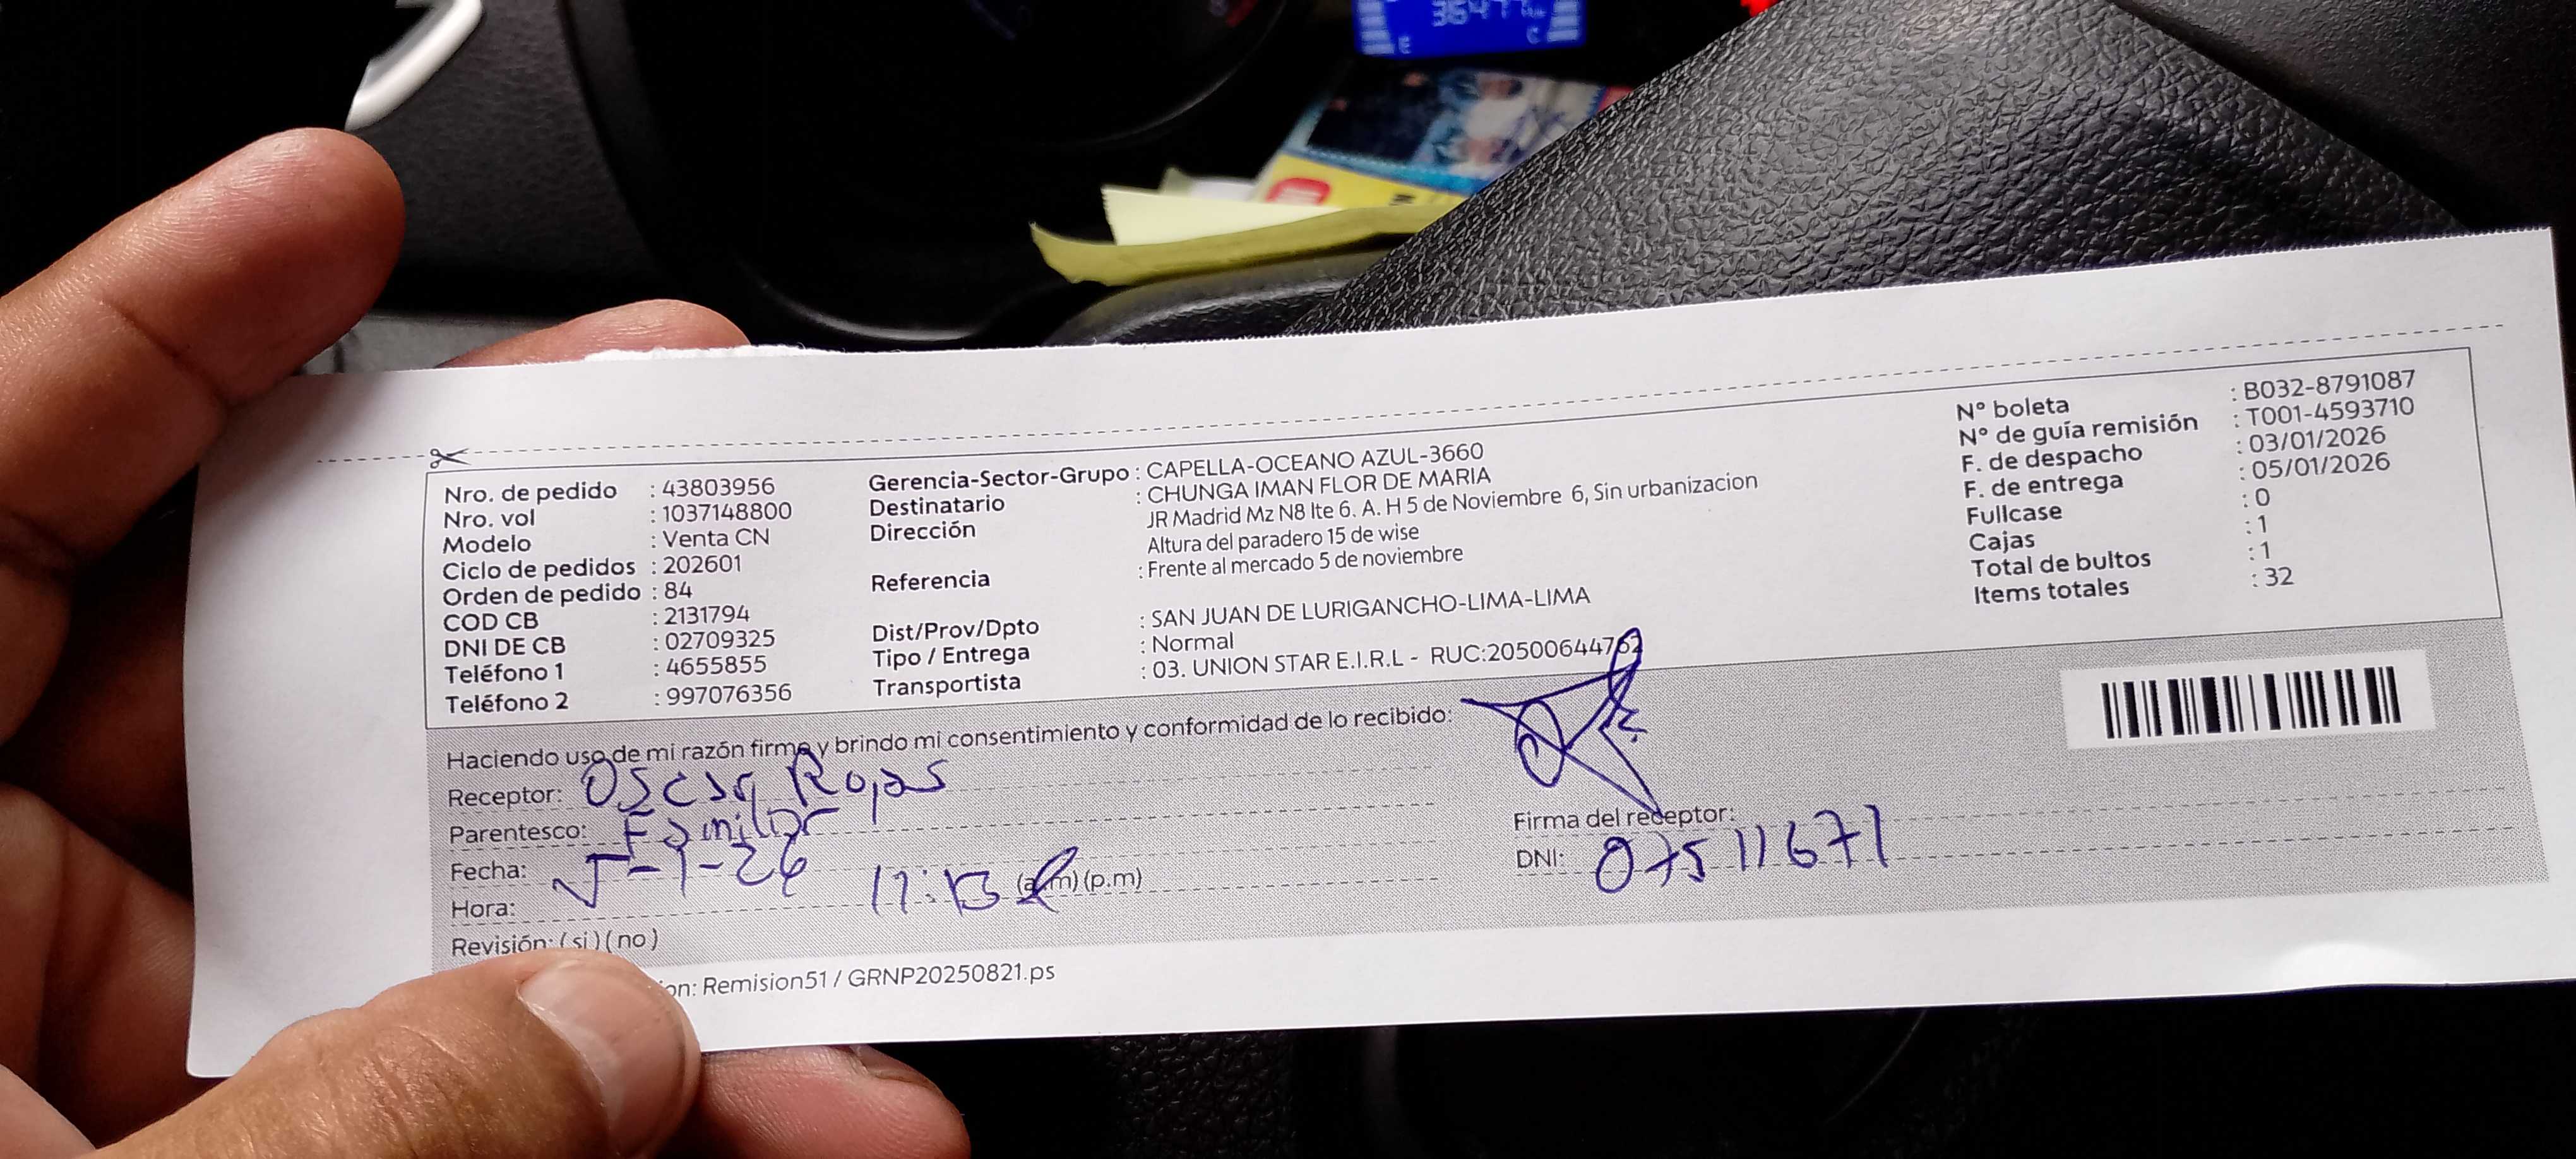 Nro. de pedido : 43803956
Nro. vol : 1037148800
Modelo : Venta CN
Ciclo de pedidos : 202601
Orden de pedido : 84
COD CB : 2131794
DNI DE CB : 02709325
Teléfono 1 : 4655855
Teléfono 2 : 997076356
Gerencia-Sector-Grupo : CAPELLA-OCEANO AZUL-3660
Destinatario : CHUNGA IMAN FLOR DE MARIA
Dirección JR Madrid Mz N8 lte 6. A. H 5 de Noviembre 6, Sin urbanizacion
Altura del paradero 15 de wise
Referencia : Frente al mercado 5 de noviembre
Dist/Prov/Dpto : SAN JUAN DE LURIGANCHO-LIMA-LIMA
Tipo / Entrega : Normal
Transportista : 03. UNION STAR E.I.R.L - RUC:20500644762
N° boleta : B032-8791087
N° de guía remisión : T001-4593710
F. de despacho : 03/01/2026
F. de entrega : 05/01/2026
Fullcase : 0
Cajas : 1
Total de bultos : 1
Items totales : 32
Haciendo uso de mi razón firme y brindo mi consentimiento y conformidad de lo recibido:
Receptor: Oscar Rojas
Parentesco: Familiar
Fecha: 5-1-26
Hora: 11:13 (a.m) (p.m)
Revisión: (si) (no)
Firma del receptor:
DNI: 07511671
on: Remision51 / GRNP20250821.ps